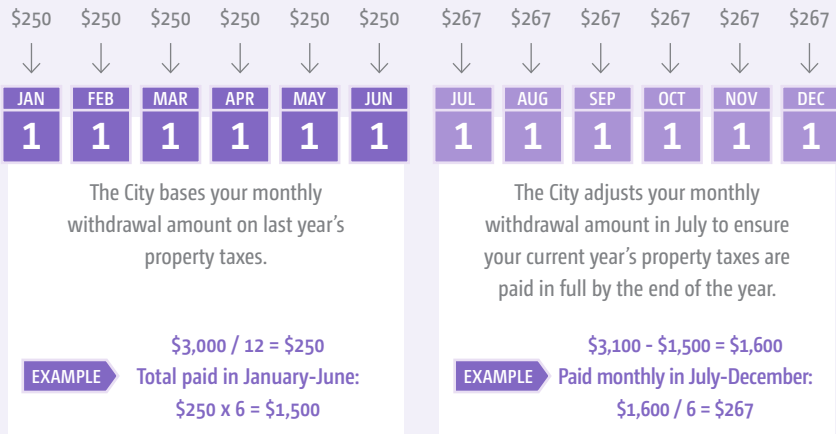 $250 $250 $250 $250 $250 $250 $267 $267 $267 $267 $267 $267
JAN FEB MAR APR MAY JUN JUL AUG SEP OCT NOV DEC
1 1 1 1 1 1 1 1 1 1 1 1
The City bases your monthly
withdrawal amount on last year's
property taxes.
$3,000 / 12 = $250
EXAMPLE Total paid in January-June:
$250 x 6 = $1,500
The City adjusts your monthly
withdrawal amount in July to ensure
your current year's property taxes are
paid in full by the end of the year.
$3,100 - $1,500 = $1,600
EXAMPLE Paid monthly in July-December:
$1,600 / 6 = $267